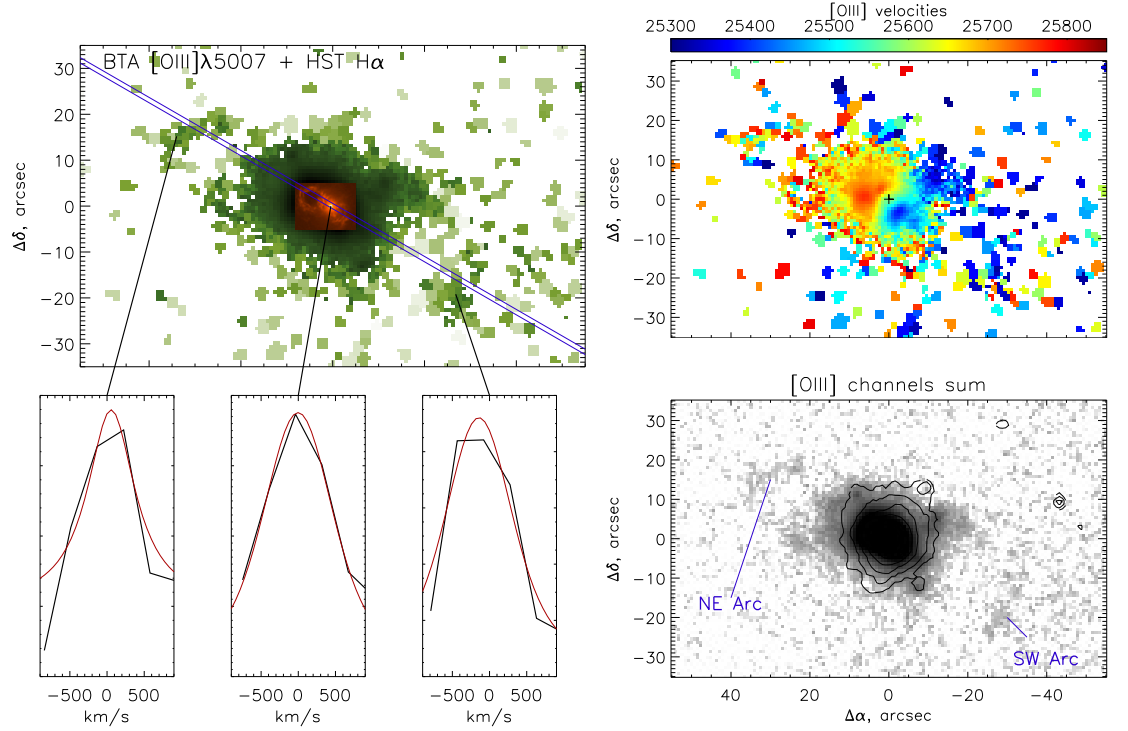 BTA [OIII]λ5007 + HST Hα
30
20
10
0
−10
−20
−30
Δδ, arcsec
−500 0 500
km/s
−500 0 500
km/s
−500 0 500
km/s
[OIII] velocities
25300 25400 25500 25600 25700 25800
30
20
10
0
−10
−20
−30
Δδ, arcsec
[OIII] channels sum
30
20
10
0
−10
−20
−30
Δδ, arcsec
NE Arc
SW Arc
40 20 0 −20 −40
Δα, arcsec